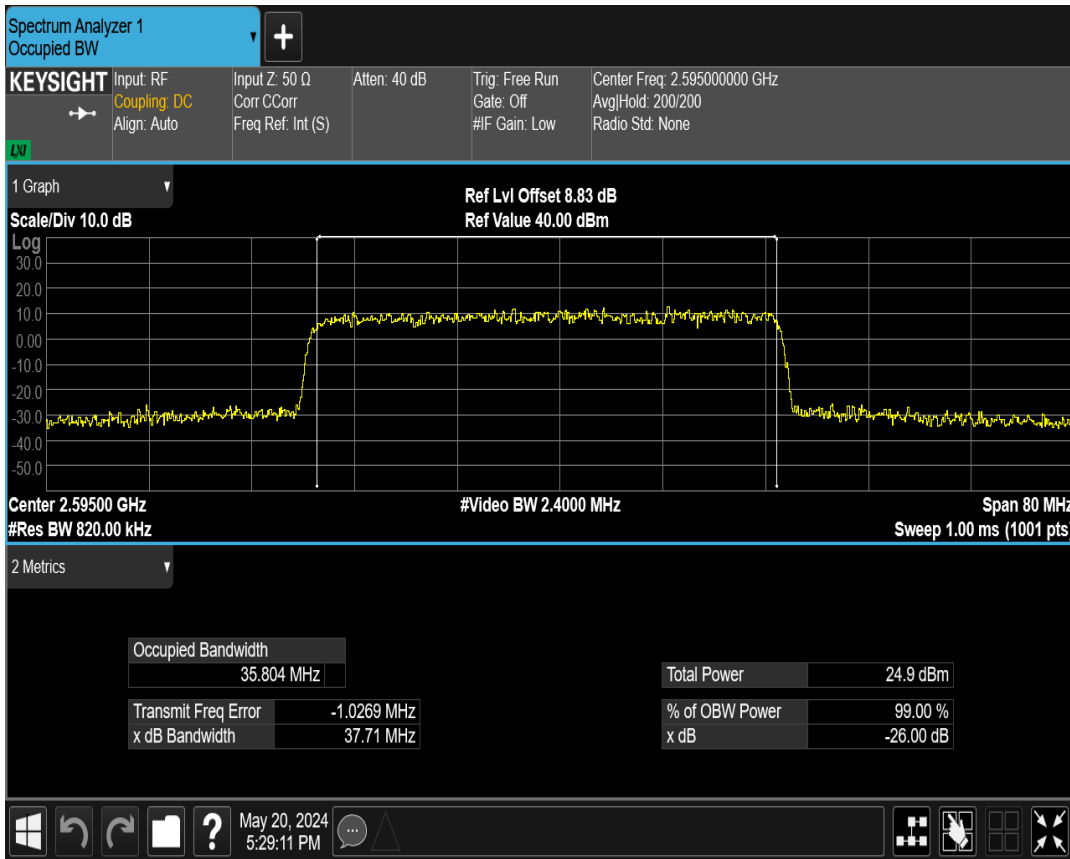 Spectrum Analyzer 1
Occupied BW
KEYSIGHT
LXI
Input: RF
Coupling: DC
Align: Auto
Input Z: 50 Ω
Corr CCorr
Freq Ref: Int (S)
Atten: 40 dB
Trig: Free Run
Gate: Off
#IF Gain: Low
Center Freq: 2.595000000 GHz
Avg|Hold: 200/200
Radio Std: None
1 Graph
Scale/Div 10.0 dB
Ref Lvl Offset 8.83 dB
Ref Value 40.00 dBm
Log
30.0
20.0
10.0
0.00
-10.0
-20.0
-30.0
-40.0
-50.0
Center 2.59500 GHz
#Res BW 820.00 kHz
#Video BW 2.4000 MHz
Span 80 MHz
Sweep 1.00 ms (1001 pts)
2 Metrics
Occupied Bandwidth
35.804 MHz
Transmit Freq Error -1.0269 MHz
x dB Bandwidth 37.71 MHz
Total Power 24.9 dBm
% of OBW Power 99.00 %
x dB -26.00 dB
?
May 20, 2024
5:29:11 PM